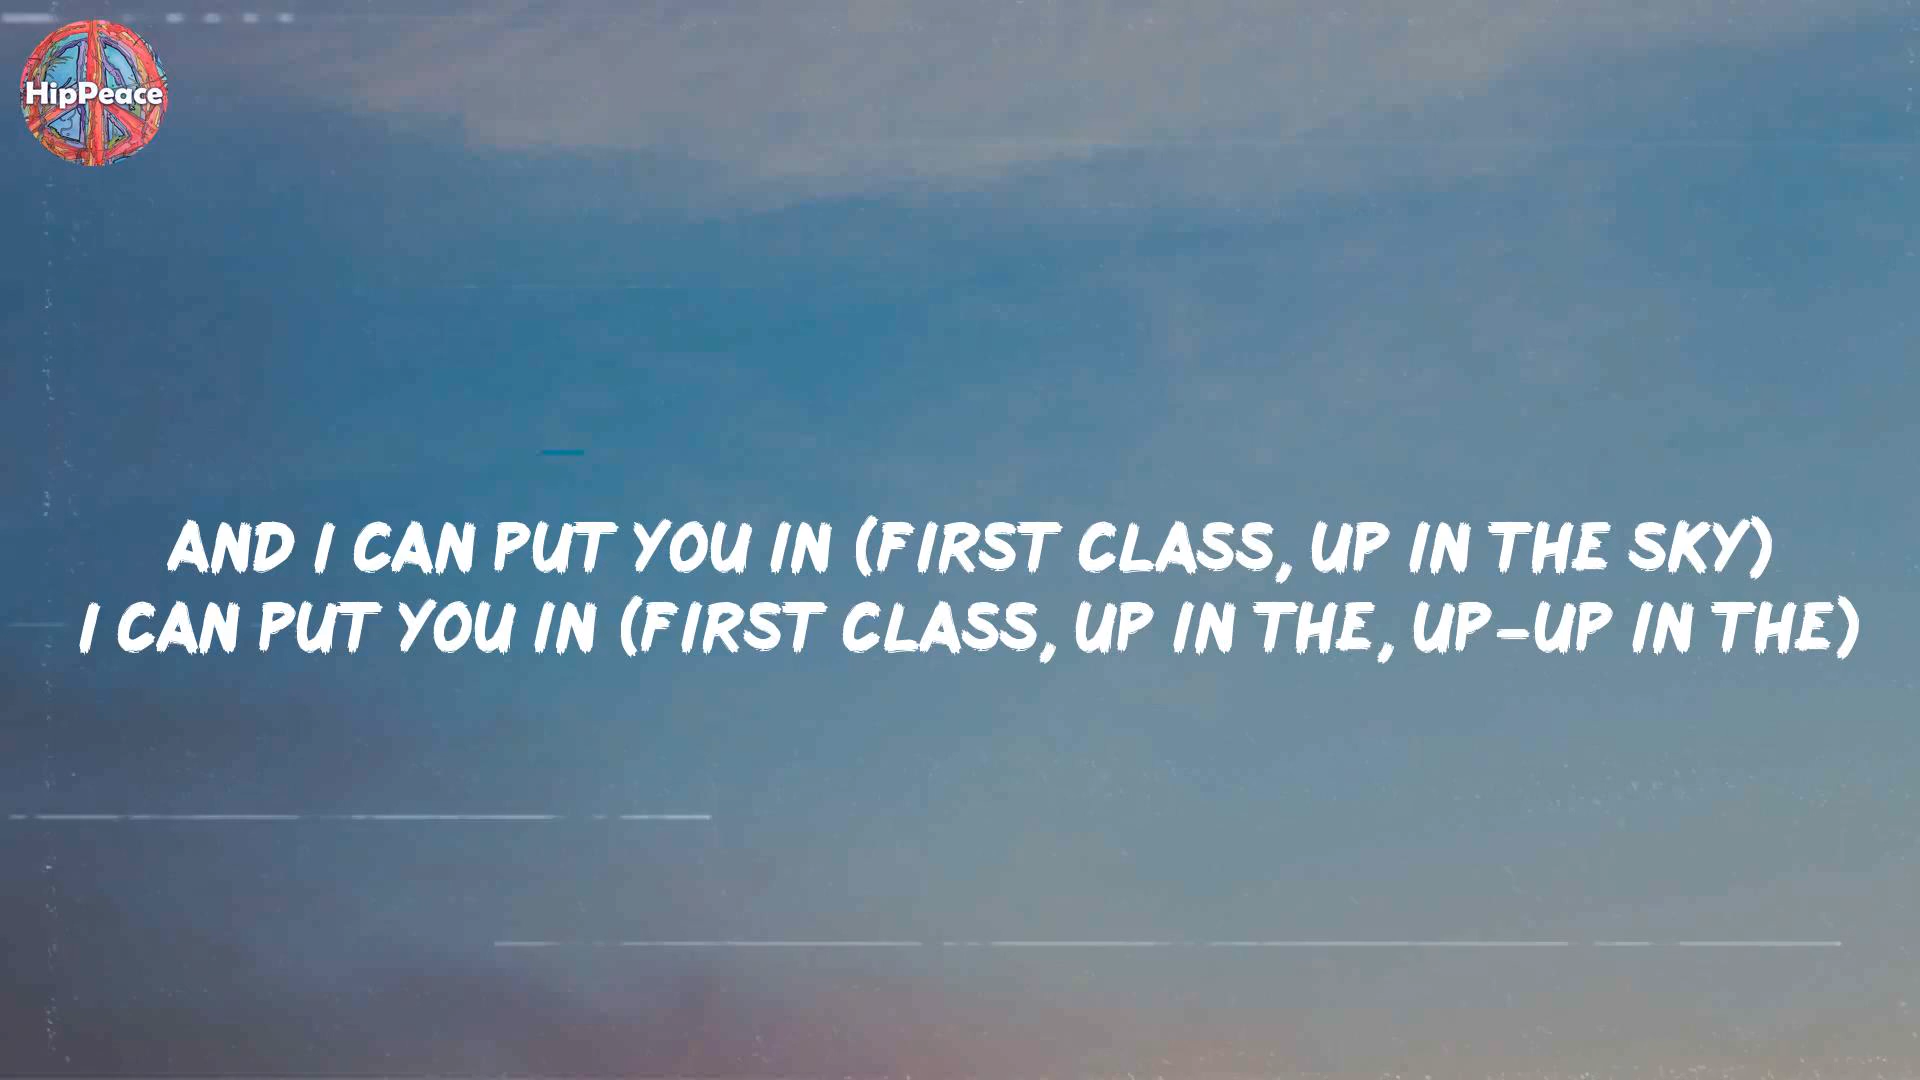 HipPeace
AND I CAN PUT YOU IN (FIRST CLASS, UP IN THE SKY)
I CAN PUT YOU IN (FIRST CLASS, UP IN THE, UP-UP IN THE)